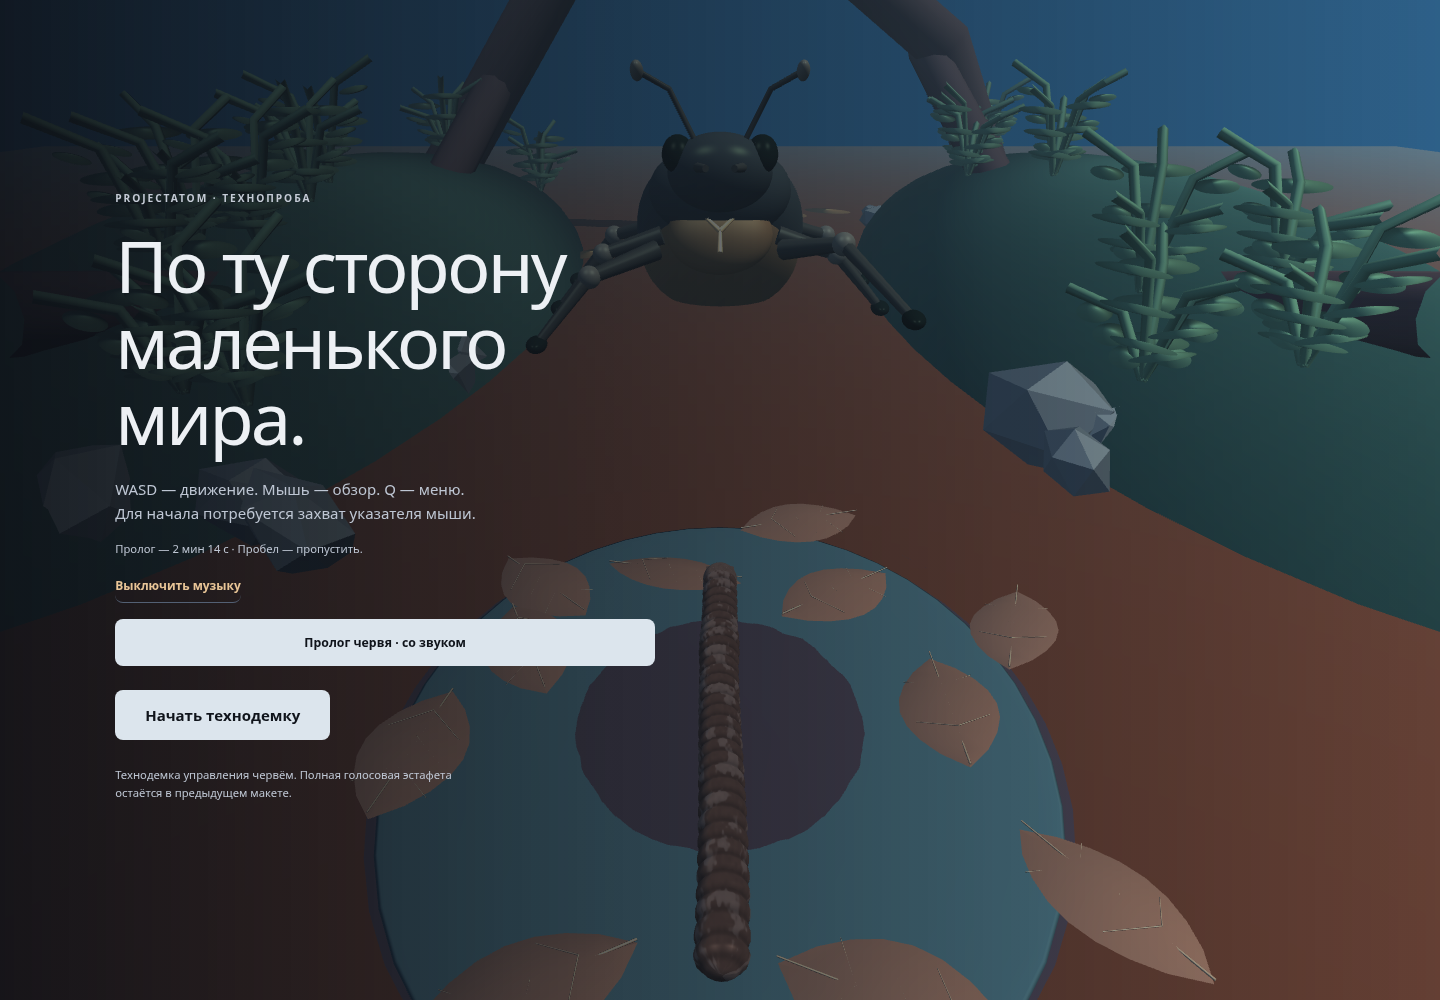 PROJECTATOM · ТЕХНОПРОБА
По ту сторону
маленького
мира.
WASD — движение. Мышь — обзор. Q — меню.
Для начала потребуется захват указателя мыши.
Пролог — 2 мин 14 с · Пробел — пропустить.
Выключить музыку
Пролог червя · со звуком
Начать технодемку
Технодемка управления червём. Полная голосовая эстафета
остаётся в предыдущем макете.